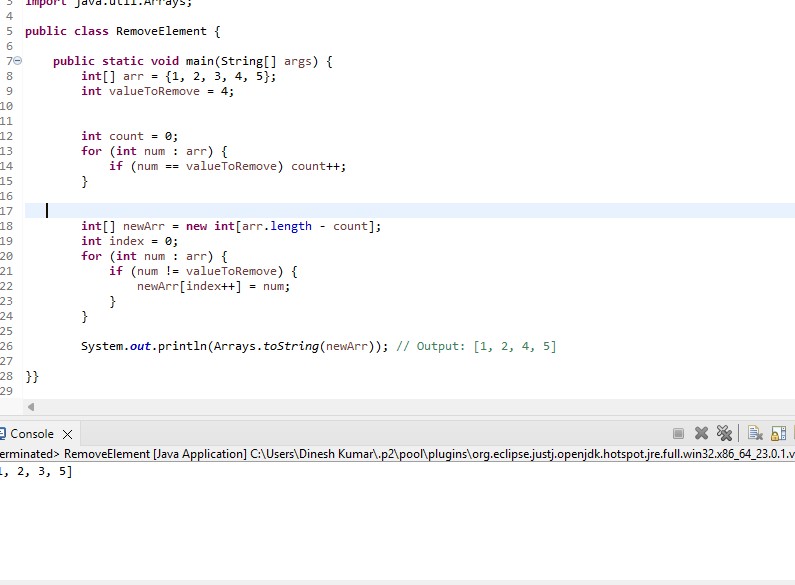 3 import java.util.Arrays;
4
5 public class RemoveElement {
6
7 public static void main(String[] args) {
8 int[] arr = {1, 2, 3, 4, 5};
9 int valueToRemove = 4;
10
11
12 int count = 0;
13 for (int num : arr) {
14 if (num == valueToRemove) count++;
15 }
16
17
18 int[] newArr = new int[arr.length - count];
19 int index = 0;
20 for (int num : arr) {
21 if (num != valueToRemove) {
22 newArr[index++] = num;
23 }
24 }
25
26 System.out.println(Arrays.toString(newArr)); // Output: [1, 2, 4, 5]
27
28 }}
29
Console
erminated> RemoveElement [Java Application] C:\Users\Dinesh Kumar\.p2\pool\plugins\org.eclipse.justj.openjdk.hotspot.jre.full.win32.x86_64_23.0.1.v
1, 2, 3, 5]